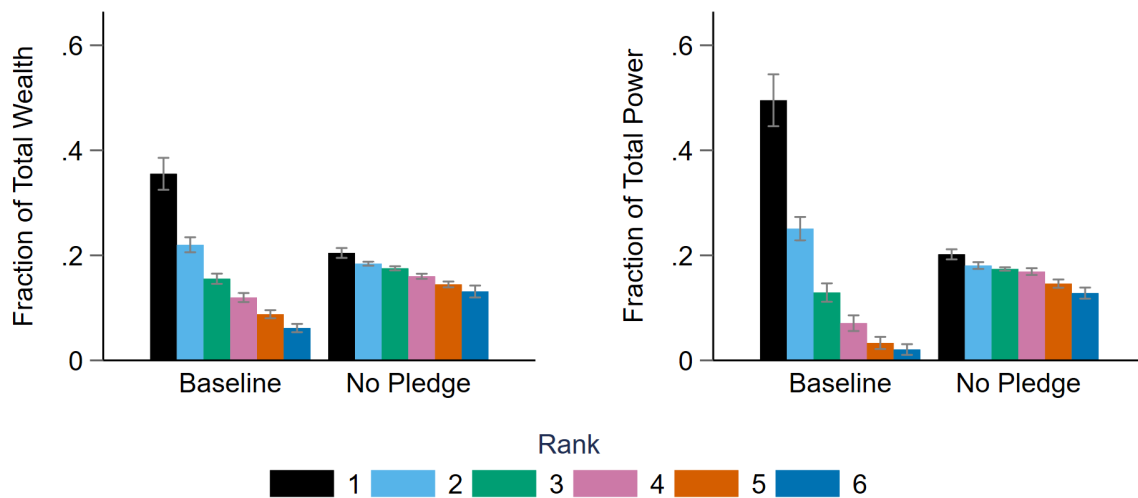 Fraction of Total Wealth
.6
.4
.2
0
Baseline No Pledge
Fraction of Total Power
.6
.4
.2
0
Baseline No Pledge
Rank
1 2 3 4 5 6